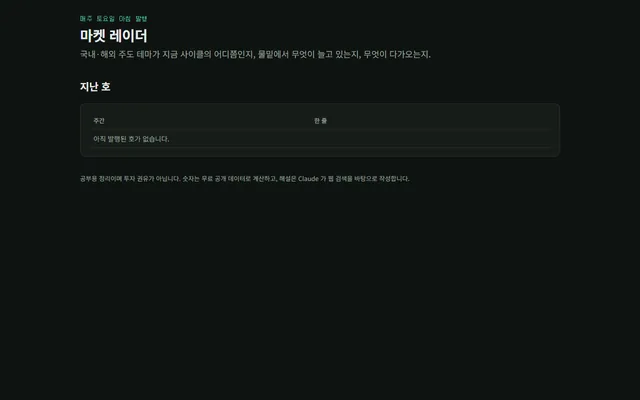 매주 토요일 아침 발행
마켓 레이더
국내·해외 주도 테마가 지금 사이클의 어디쯤인지, 물밑에서 무엇이 늘고 있는지, 무엇이 다가오는지.
지난 호
주간 한 줄
아직 발행된 호가 없습니다.
공부용 정리이며 투자 권유가 아닙니다. 숫자는 무료 공개 데이터로 계산하고, 해설은 Claude 가 웹 검색을 바탕으로 작성합니다.